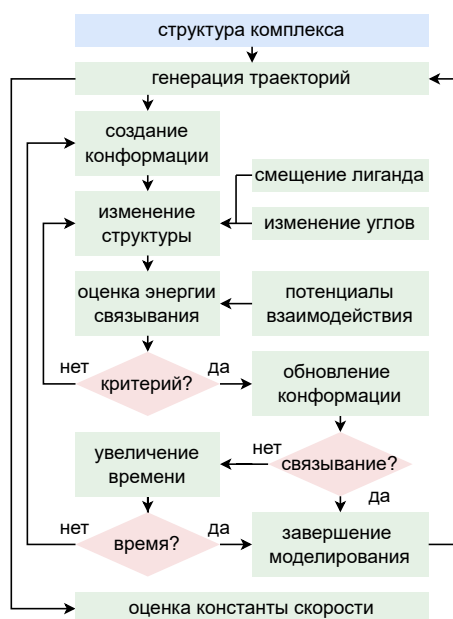 структура комплекса
генерация траекторий
создание
конформации
смещение лиганда
изменение
структуры
изменение углов
оценка энергии
связывания
потенциалы
взаимодействия
нет
критерий?
да
обновление
конформации
увеличение
времени
нет
связывание?
да
нет
время?
да
завершение
моделирования
оценка константы скорости